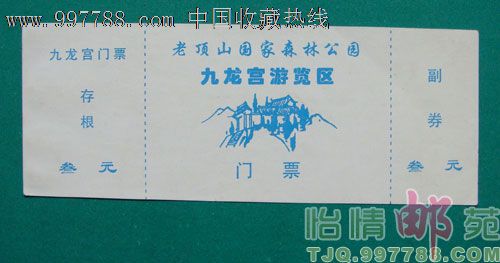 www.997788.com 中国收藏热线
九龙宫门票
存根
叁元
老顶山国家森林公园
九龙宫游览区
门票
副券
叁元
怡情邮苑
TJQ.997788.COM